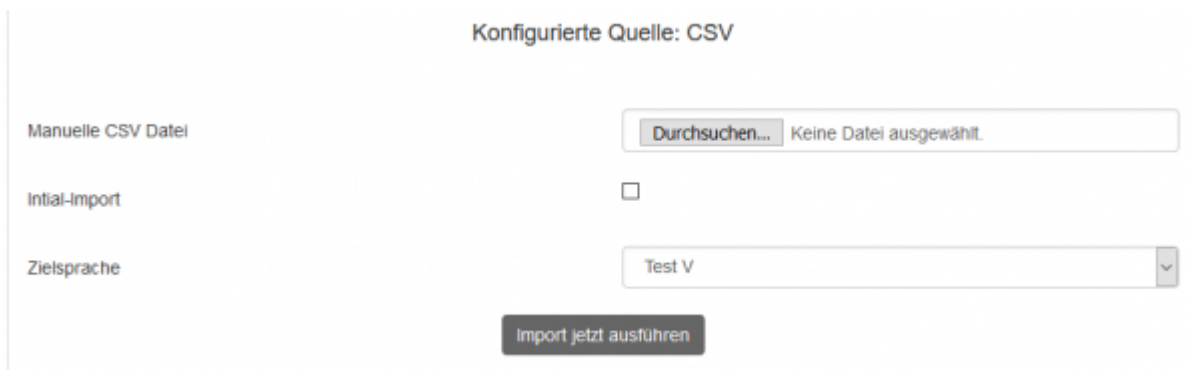 Konfigurierte Quelle: CSV
Manuelle CSV Datei
Durchsuchen... Keine Datei ausgewählt.
Intial-Import
Zielsprache
Test V
Import jetzt ausführen